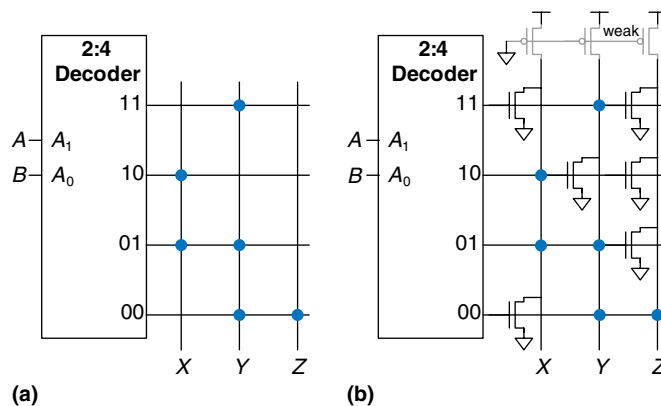 2:4
Decoder
11
A A1
10
B A0
01
00
X Y Z
(a)
weak
2:4
Decoder
11
A A1
10
B A0
01
00
X Y Z
(b)